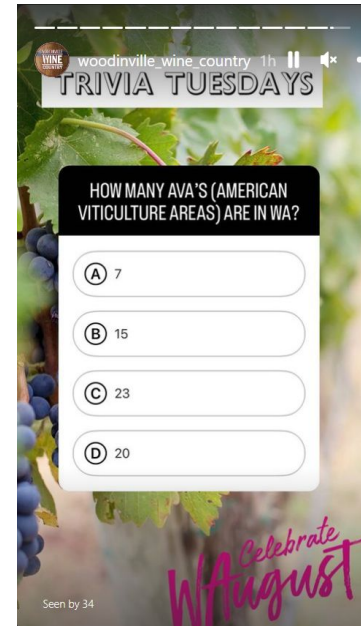 woodinville_wine_country 1h
TRIVIA TUESDAYS
HOW MANY AVA'S (AMERICAN
VITICULTURE AREAS) ARE IN WA?
A 7
B 15
C 23
D 20
Celebrate
WAugust
Seen by 34